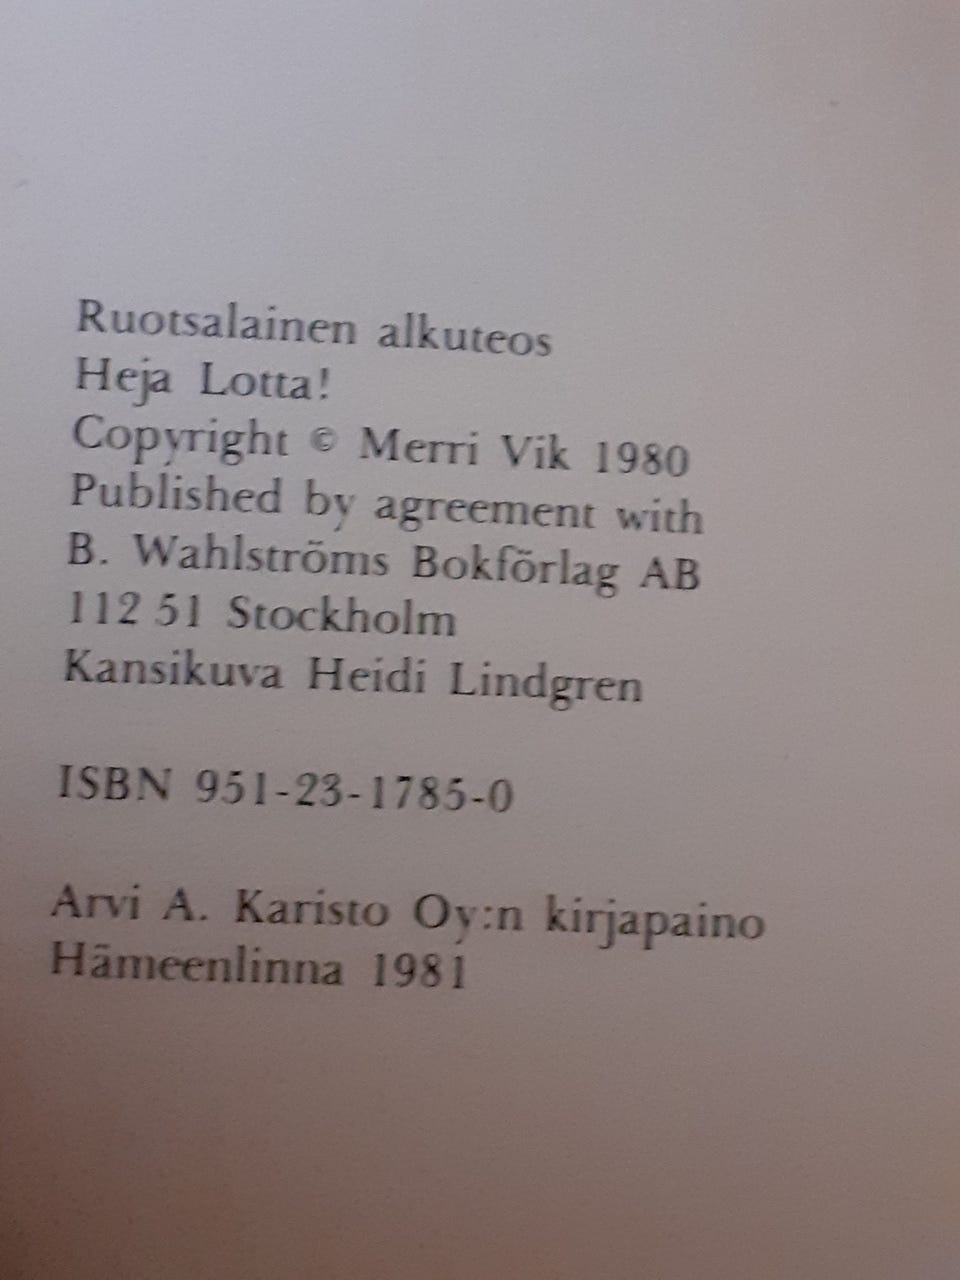 Ruotsalainen alkuteos
Heja Lotta!
Copyright © Merri Vik 1980
Published by agreement with
B. Wahlströms Bokförlag AB
112 51 Stockholm
Kansikuva Heidi Lindgren
ISBN 951-23-1785-0
Arvi A. Karisto Oy:n kirjapaino
Hämeenlinna 1981